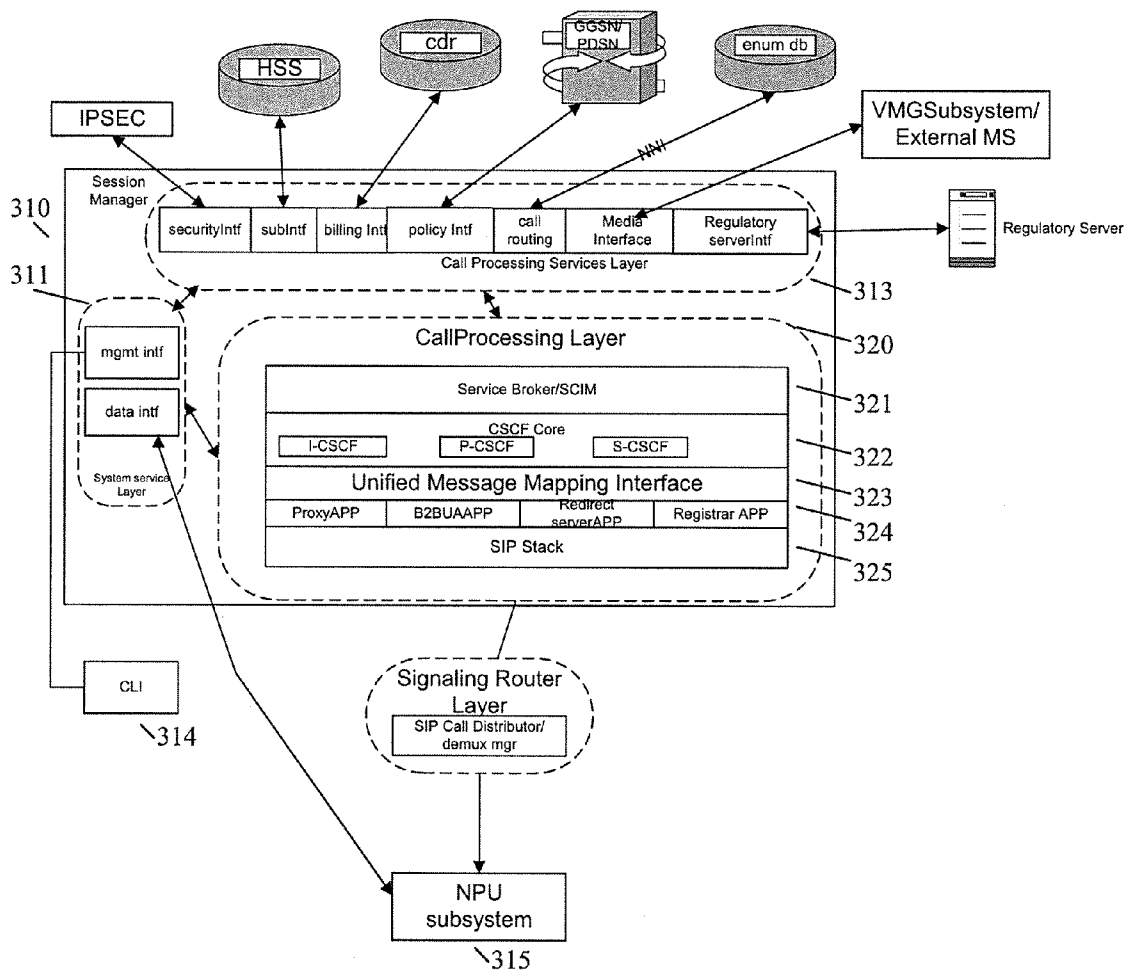 GGSN/
PDSN
cdr
enum db
HSS
IPSEC
VMGSubsystem/
External MS
NNI
Session
Manager
310
securityIntf
subIntf
billing Intf
policy Intf
call
routing
Media
Interface
Regulatory
serverIntf
Regulatory Server
Call Processing Services Layer
311
313
CallProcessing Layer
320
mgmt intf
Service Broker/SCIM
321
data intf
CSCF Core
I-CSCF
P-CSCF
S-CSCF
322
System service
Layer
Unified Message Mapping Interface
323
ProxyAPP
B2BUAAPP
Redirect
serverAPP
Registrar APP
324
SIP Stack
325
CLI
314
Signaling Router
Layer
SIP Call Distributor/
demux mgr
NPU
subsystem
315